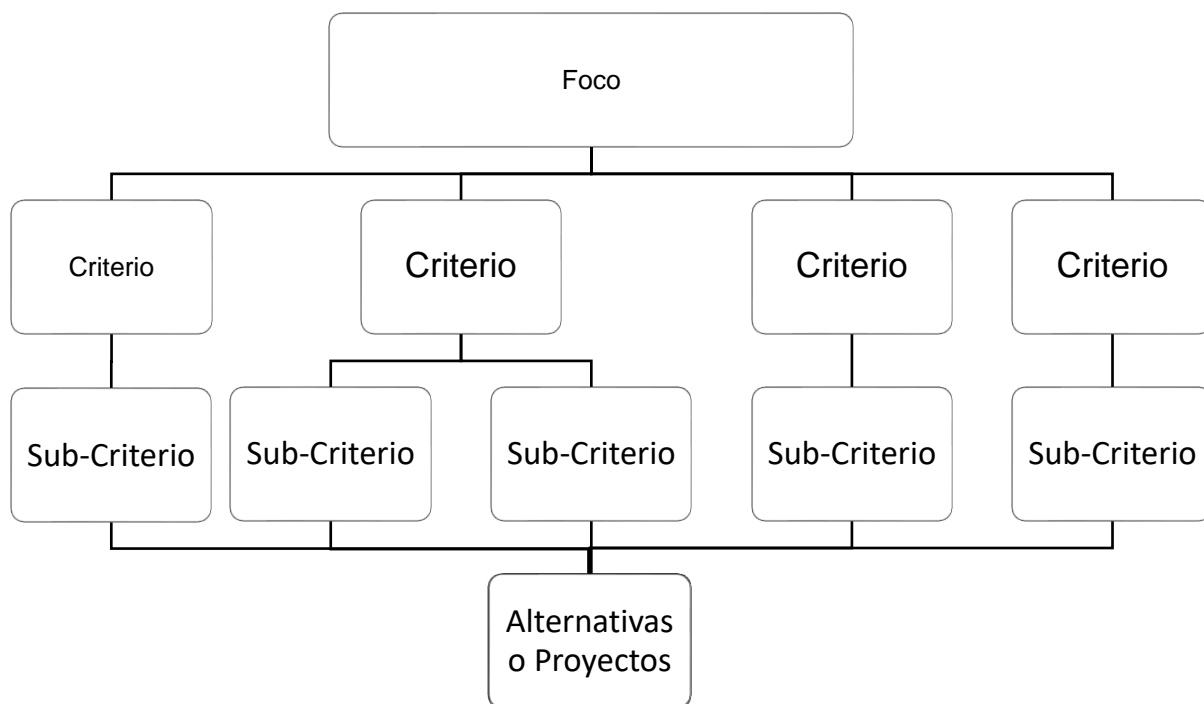 Foco
Criterio
Criterio
Criterio
Criterio
Sub-Criterio
Sub-Criterio
Sub-Criterio
Sub-Criterio
Sub-Criterio
Alternativas
o Proyectos